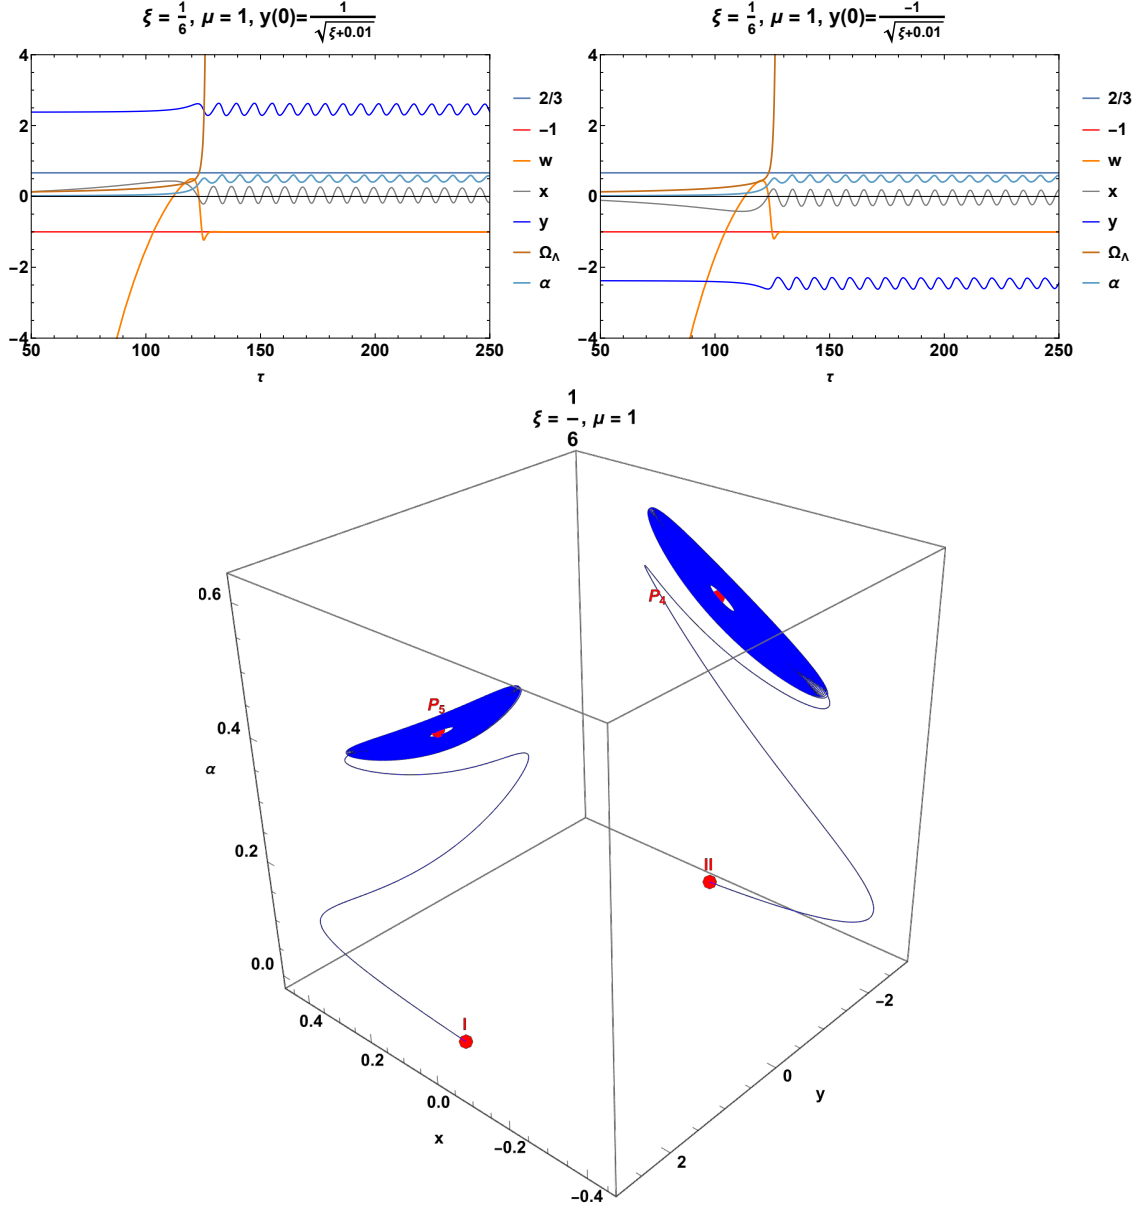 ξ = 1/6, μ = 1, y(0)=1/√(ξ+0.01)
4
2
0
−2
−4
50 100 150 200 250
τ
2/3
−1
w
x
y
Ω_Λ
α
ξ = 1/6, μ = 1, y(0)=−1/√(ξ+0.01)
4
2
0
−2
−4
50 100 150 200 250
τ
2/3
−1
w
x
y
Ω_Λ
α
ξ = 1/6, μ = 1
0.6
P₄
P₅
0.4
α
0.2
II
0.0
−2
I
0.4
0.2
0
0.0
y
x
−0.2
2
−0.4